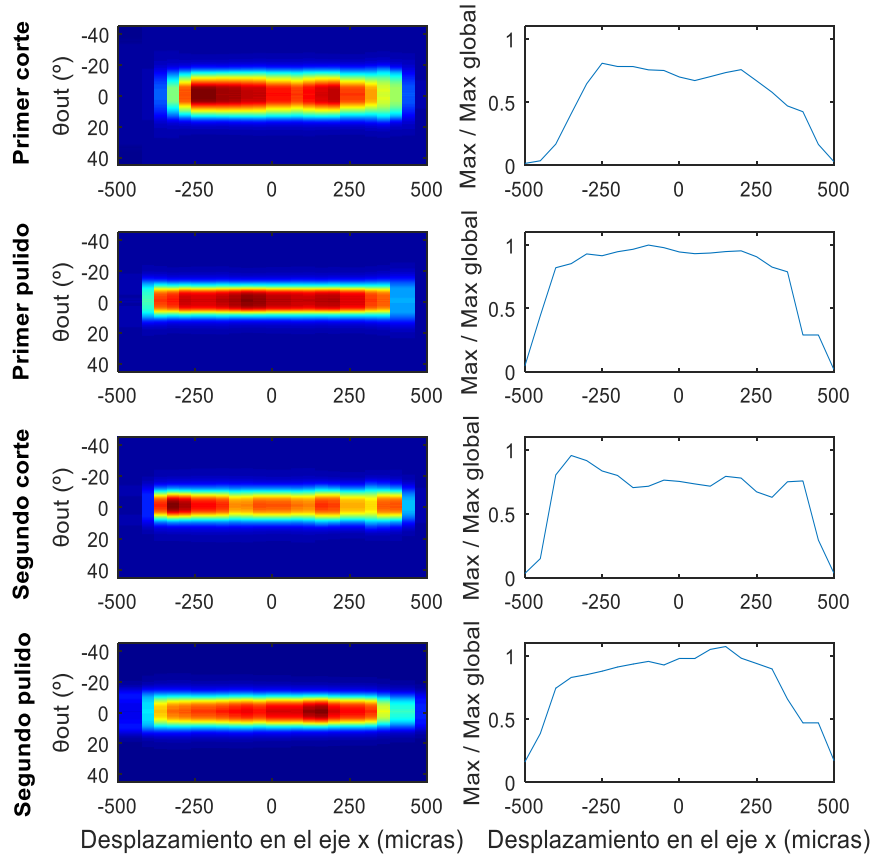 Primer corte
θout (º)
-40
-20
0
20
40
-500 -250 0 250 500
Max / Max global
1
0.5
0
-500 -250 0 250 500
Primer pulido
θout (º)
-40
-20
0
20
40
-500 -250 0 250 500
Max / Max global
1
0.5
0
-500 -250 0 250 500
Segundo corte
θout (º)
-40
-20
0
20
40
-500 -250 0 250 500
Max / Max global
1
0.5
0
-500 -250 0 250 500
Segundo pulido
θout (º)
-40
-20
0
20
40
-500 -250 0 250 500
Desplazamiento en el eje x (micras)
Max / Max global
1
0.5
0
-500 -250 0 250 500
Desplazamiento en el eje x (micras)